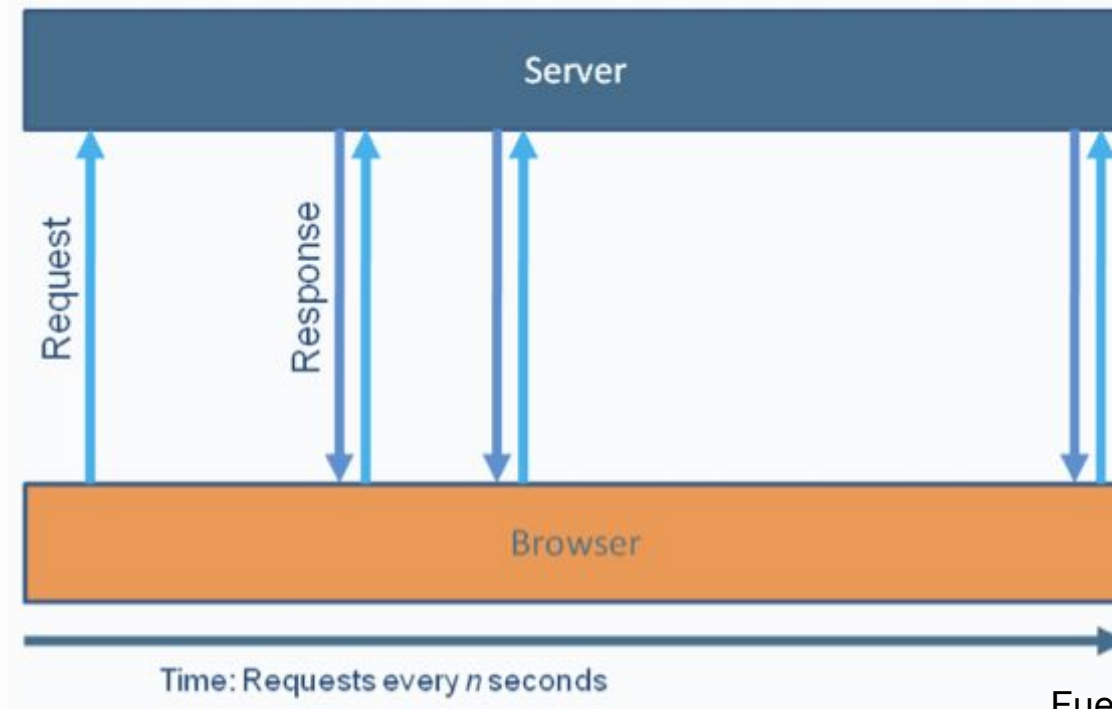 Server
Request
Response
Browser
Time: Requests every n seconds